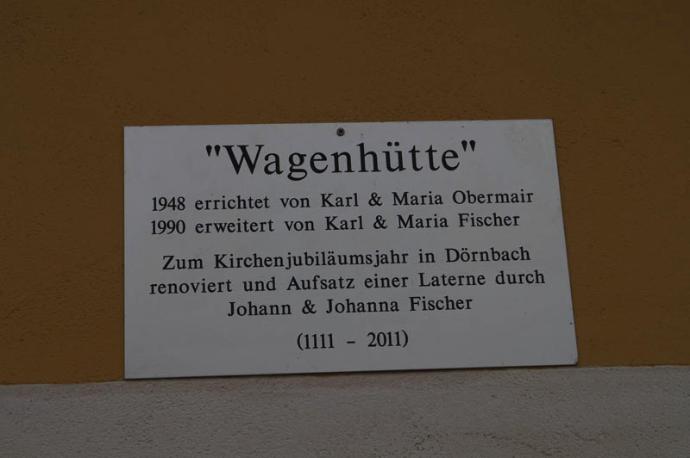 "Wagenhütte"
1948 errichtet von Karl & Maria Obermair
1990 erweitert von Karl & Maria Fischer
Zum Kirchenjubiläumsjahr in Dörnbach
renoviert und Aufsatz einer Laterne durch
Johann & Johanna Fischer
(1111 - 2011)